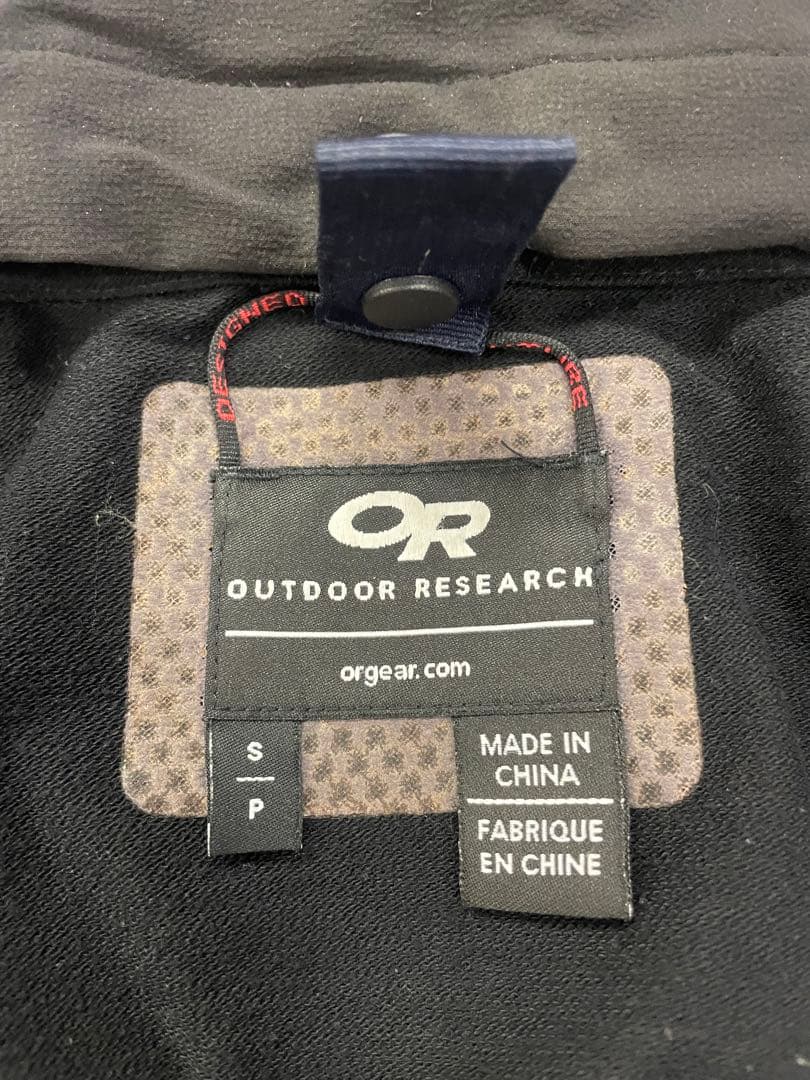 DESIGNED
OR
OUTDOOR RESEARCH
orgear.com
S
P
MADE IN
CHINA
FABRIQUE
EN CHINE